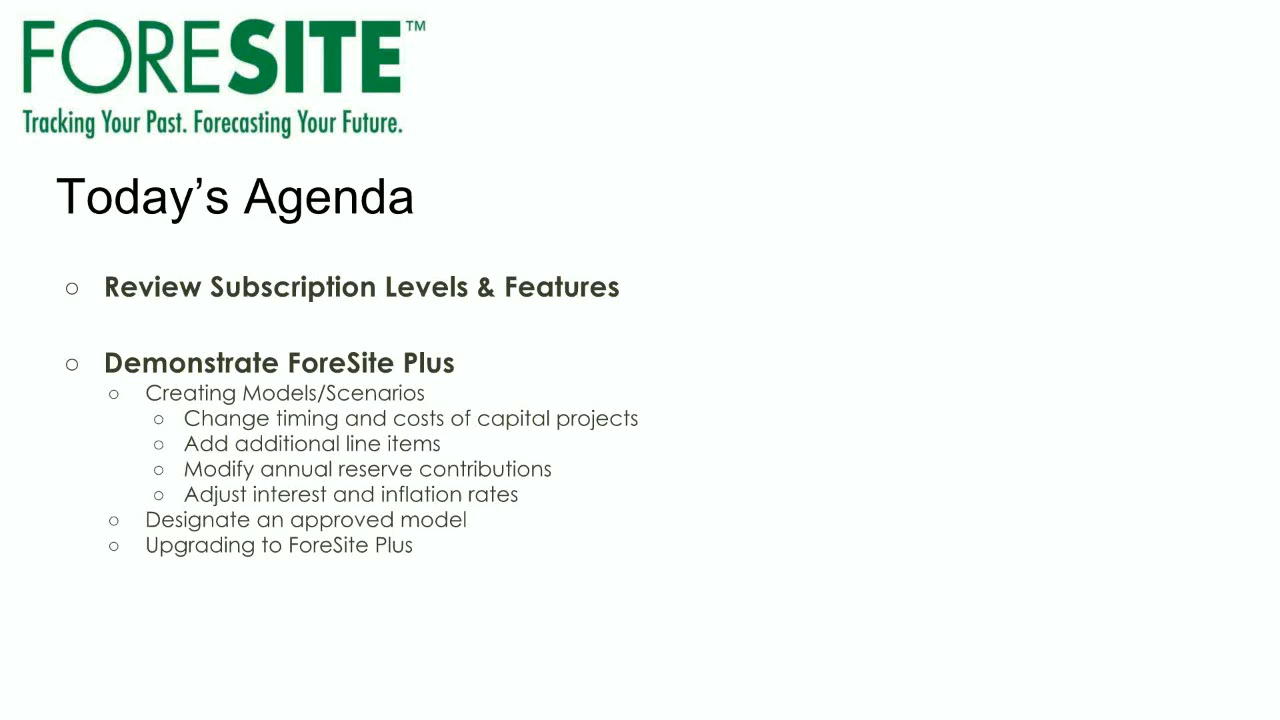 FORESITE™
Tracking Your Past. Forecasting Your Future.
Today’s Agenda
○ Review Subscription Levels & Features
○ Demonstrate ForeSite Plus
○ Creating Models/Scenarios
○ Change timing and costs of capital projects
○ Add additional line items
○ Modify annual reserve contributions
○ Adjust interest and inflation rates
○ Designate an approved model
○ Upgrading to ForeSite Plus